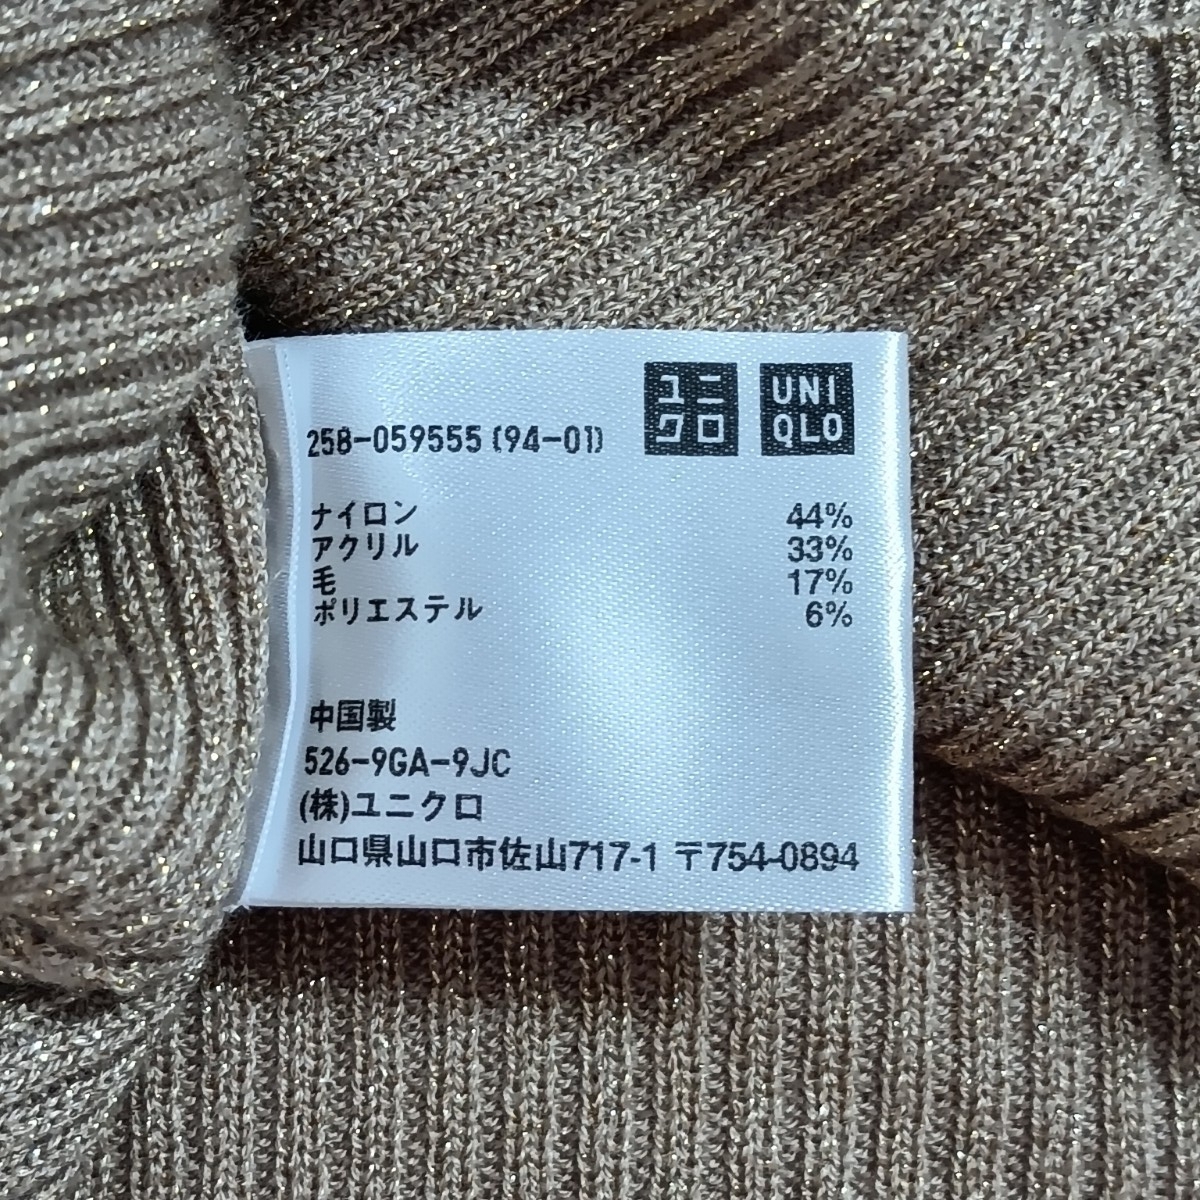 ユニ
クロ
UNI
QLO
258-059555 (94-01)
ナイロン 44%
アクリル 33%
毛 17%
ポリエステル 6%
中国製
526-9GA-9JC
(株)ユニクロ
山口県山口市佐山717-1 〒754-0894